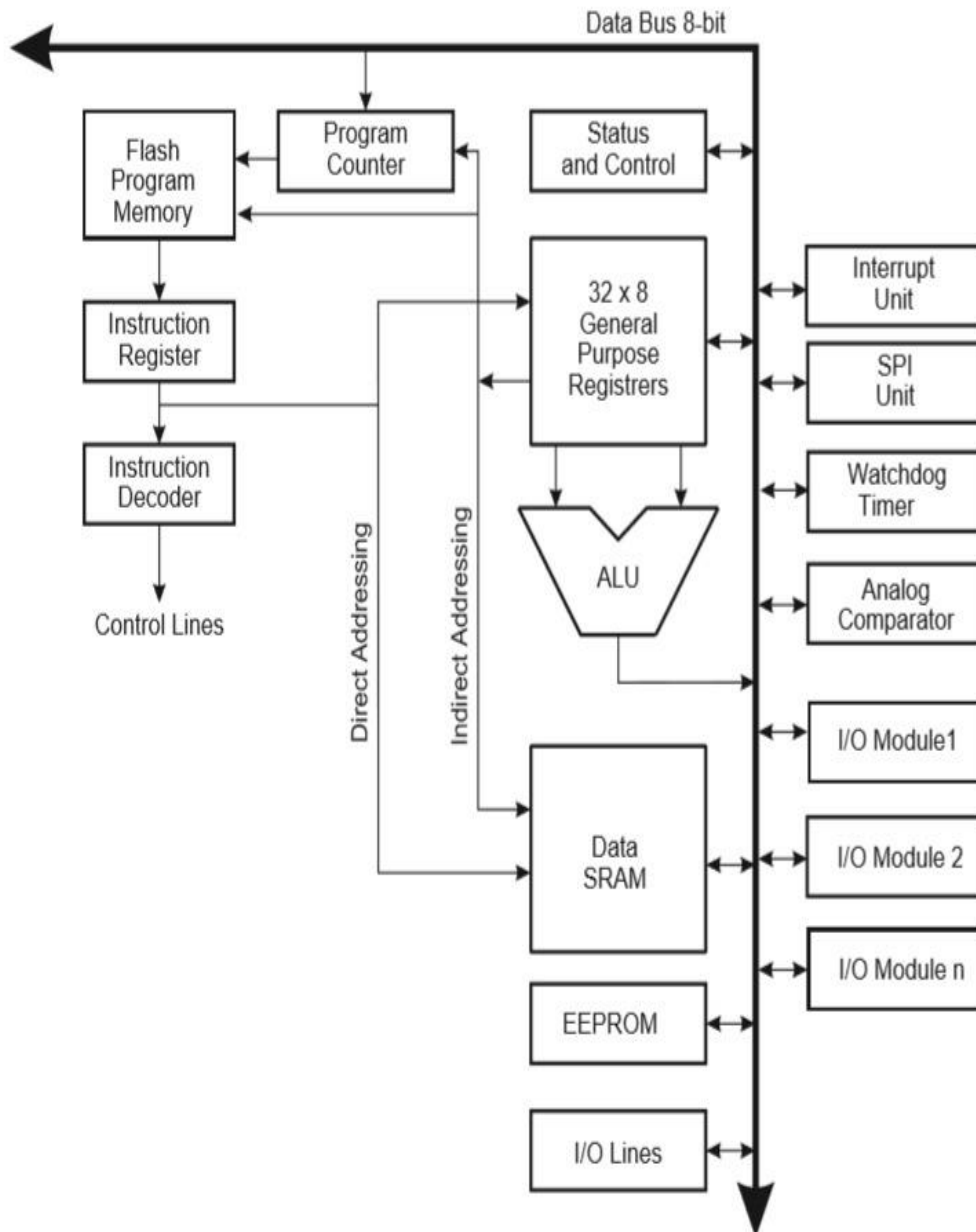 Data Bus 8-bit
Flash
Program
Memory
Program
Counter
Status
and Control
Instruction
Register
32 x 8
General
Purpose
Registrers
Interrupt
Unit
SPI
Unit
Instruction
Decoder
Watchdog
Timer
Control Lines
Direct Addressing
Indirect Addressing
ALU
Analog
Comparator
I/O Module1
Data
SRAM
I/O Module 2
I/O Module n
EEPROM
I/O Lines